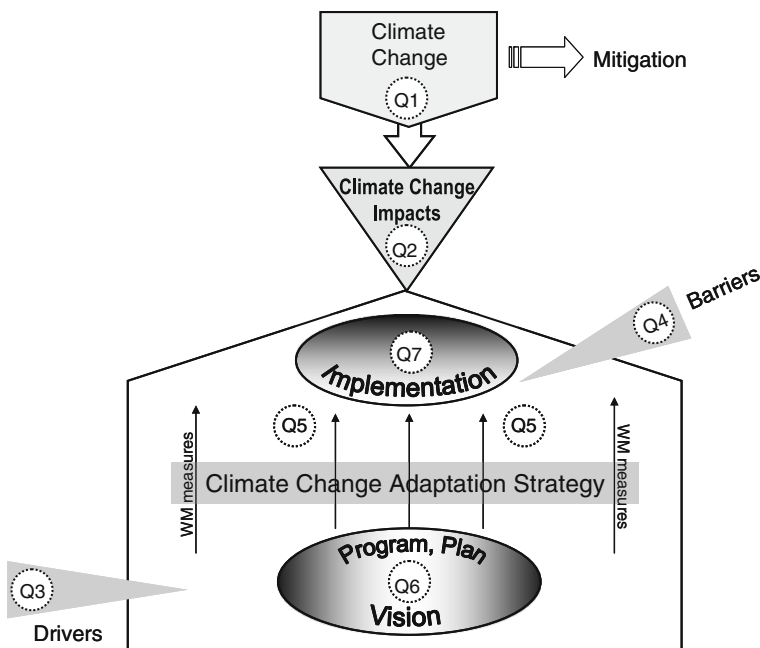 Climate
Change
Q1
Mitigation
Climate Change
Impacts
Q2
Barriers
Q4
Q7
Implementation
Q5
Q5
WM measures
WM measures
Climate Change Adaptation Strategy
Program, Plan
Q6
Vision
Q3
Drivers